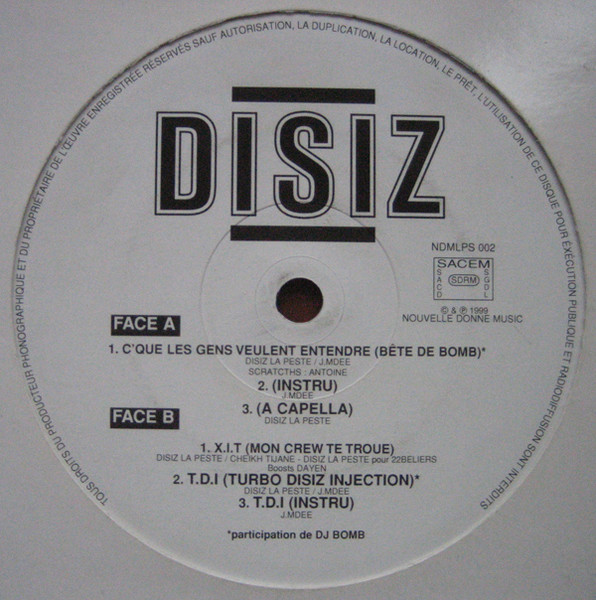 TOUS DROITS DU PRODUCTEUR PHONOGRAPHIQUE ET DU PROPRIÉTAIRE DE L'ŒUVRE ENREGISTRÉE RÉSERVÉS SAUF AUTORISATION, LA DUPLICATION, LA LOCATION, LE PRÊT, L'UTILISATION DE CE DISQUE POUR EXÉCUTION PUBLIQUE ET RADIODIFFUSION SONT INTERDITS
DISIZ
NDMLPS 002
SACEM
SACD
SDRM
SGDL
© & ℗ 1999
NOUVELLE DONNE MUSIC
FACE A
1. C'QUE LES GENS VEULENT ENTENDRE (BÊTE DE BOMB)*
DISIZ LA PESTE / J.MDEE
SCRATCTHS : ANTOINE
2. (INSTRU)
J.MDEE
3. (A CAPELLA)
DISIZ LA PESTE
FACE B
1. X.I.T (MON CREW TE TROUE)
DISIZ LA PESTE / CHEIKH TIJANE - DISIZ LA PESTE pour 22BELIERS
Boosts DAYEN
2. T.D.I (TURBO DISIZ INJECTION)*
DISIZ LA PESTE / J.MDEE
3. T.D.I (INSTRU)
J.MDEE
*participation de DJ BOMB